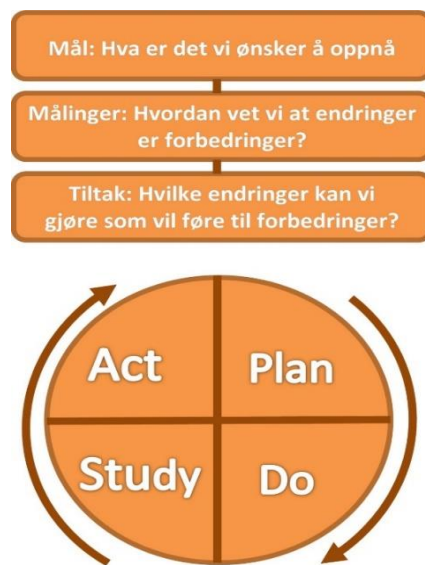 Mål: Hva er det vi ønsker å oppnå
Målinger: Hvordan vet vi at endringer
er forbedringer?
Tiltak: Hvilke endringer kan vi
gjøre som vil føre til forbedringer?
Act
Plan
Study
Do